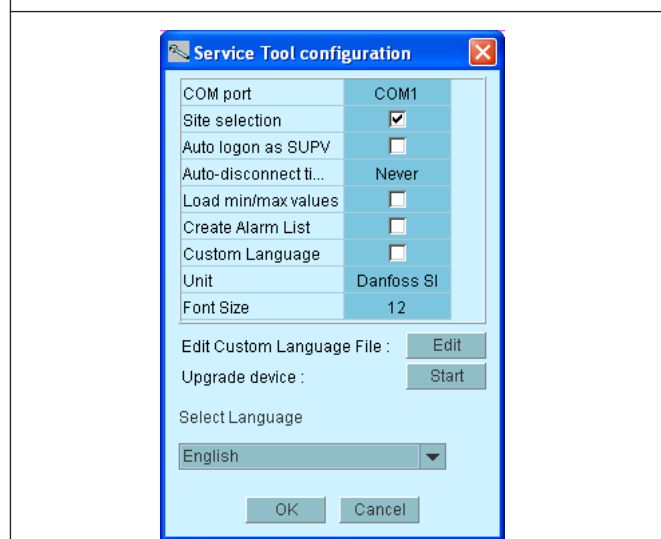 Service Tool configuration
COM port COM1
Site selection
Auto logon as SUPV
Auto-disconnect ti... Never
Load min/max values
Create Alarm List
Custom Language
Unit Danfoss SI
Font Size 12
Edit Custom Language File : Edit
Upgrade device : Start
Select Language
English
OK Cancel